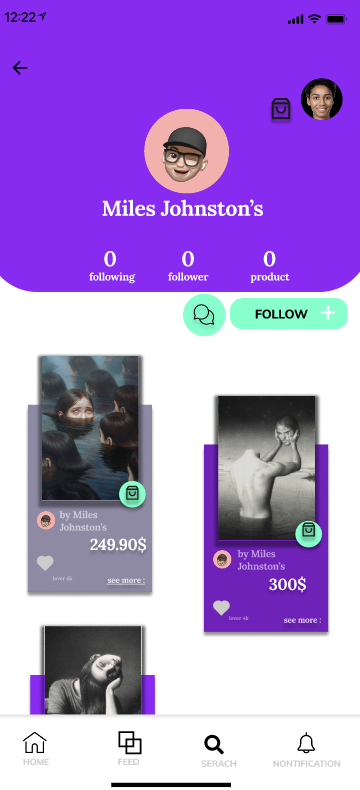 12:22
Miles Johnston's
0 0 0
following follower product
FOLLOW
by Miles
Johnston's
249.90$
lover 4k
see more :
by Miles
Johnston's
300$
lover 4k
see more :
HOME FEED SERACH NONTIFICATION